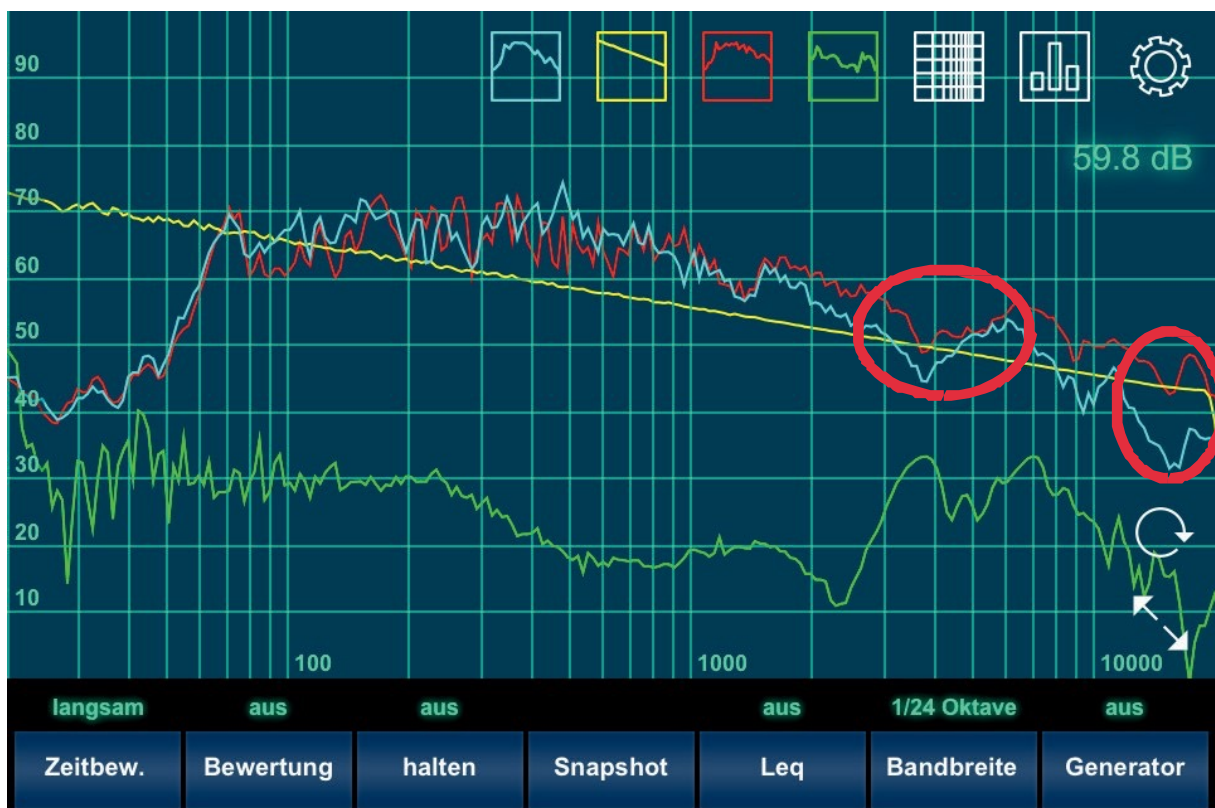 90
80
59.8 dB
70
60
50
40
30
20
10
100 1000 10000
langsam aus aus aus 1/24 Oktave aus
Zeitbew. Bewertung halten Snapshot Leq Bandbreite Generator